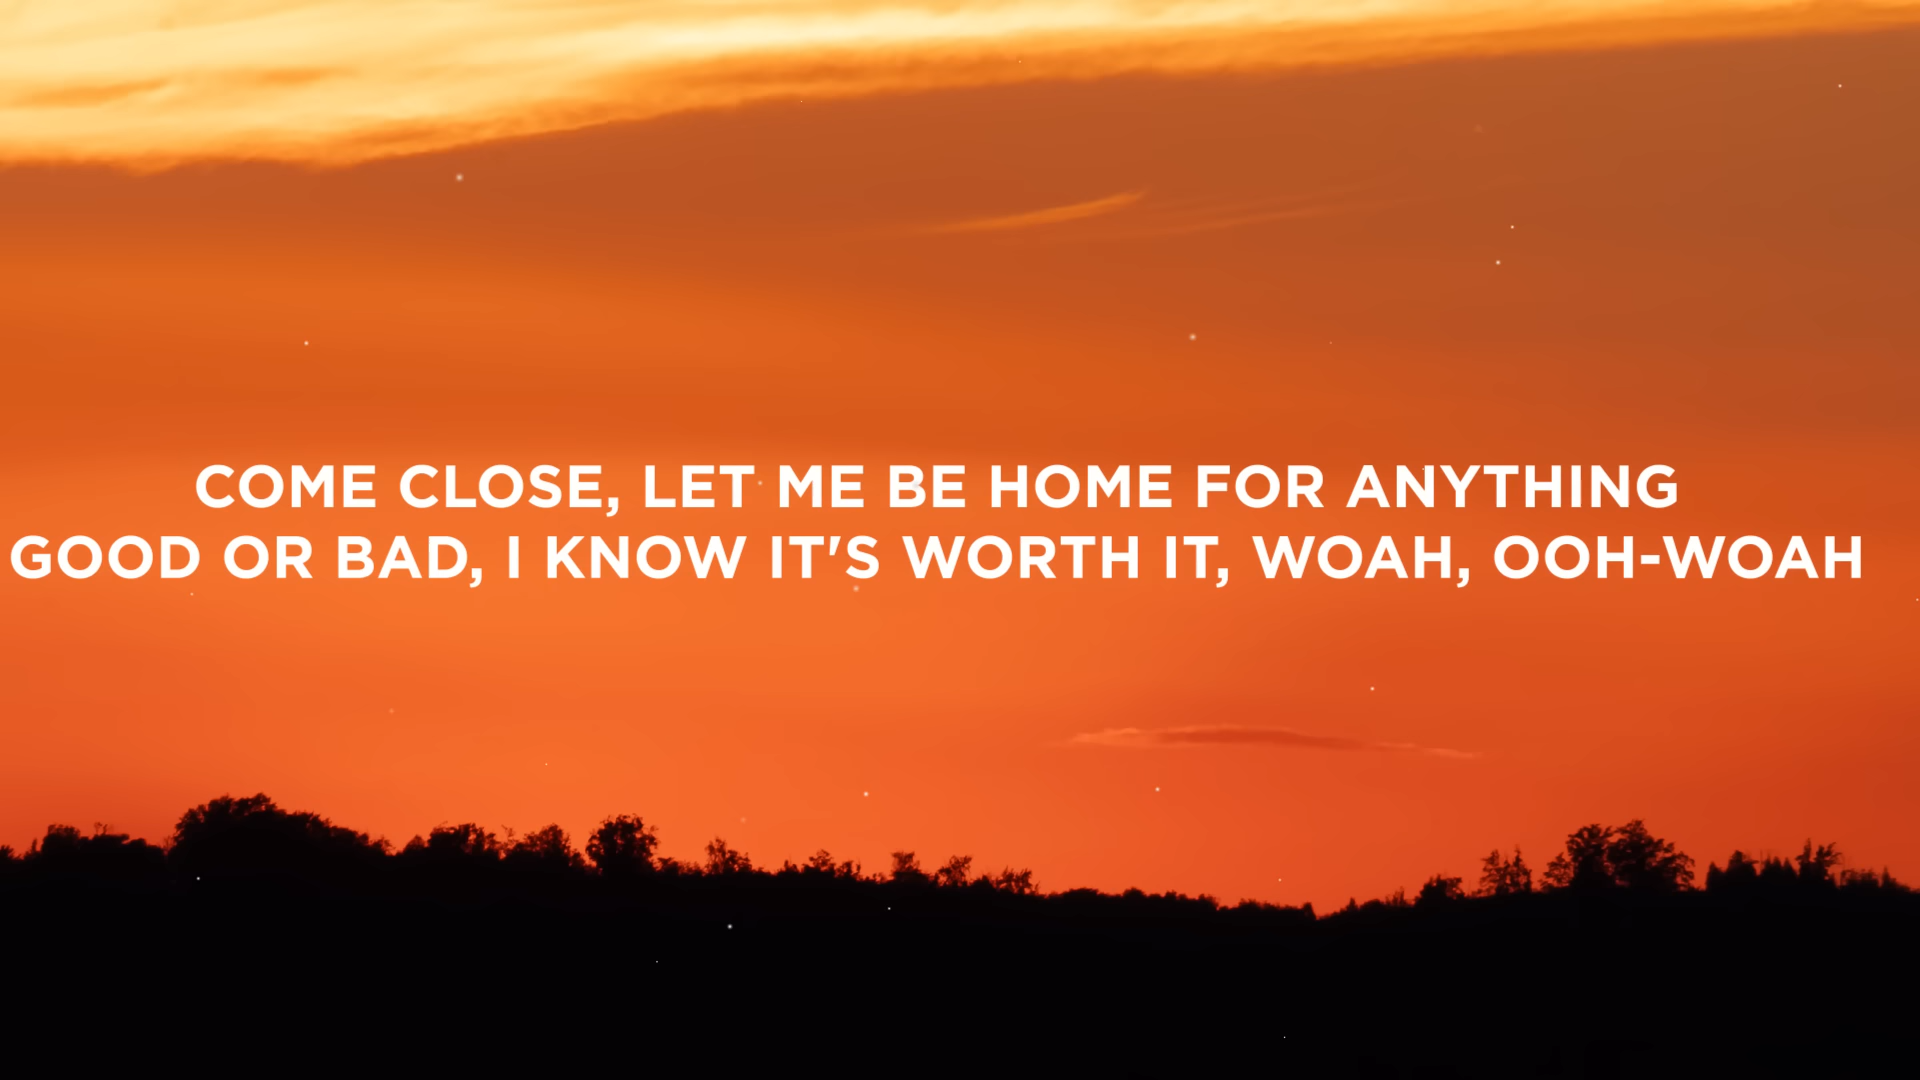 COME CLOSE, LET ME BE HOME FOR ANYTHING
GOOD OR BAD, I KNOW IT'S WORTH IT, WOAH, OOH-WOAH